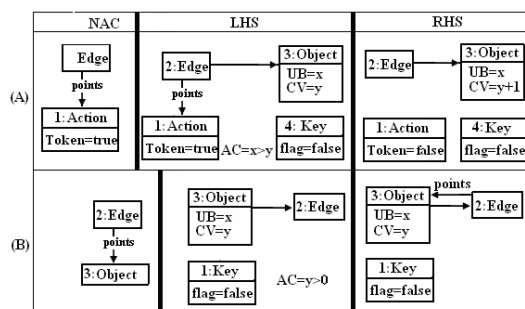 NAC
LHS
RHS
(A)
Edge
points
1:Action
Token=true
2:Edge
points
1:Action
Token=true
3:Object
UB=x
CV=y
AC=x>y
4: Key
flag=false
2:Edge
3:Object
UB=x
CV=y+1
1:Action
Token=false
4: Key
flag=false
(B)
2:Edge
points
3:Object
3:Object
UB=x
CV=y
2:Edge
1:Key
flag=false
AC=y>0
3:Object
UB=x
CV=y
points
2:Edge
1:Key
flag=false